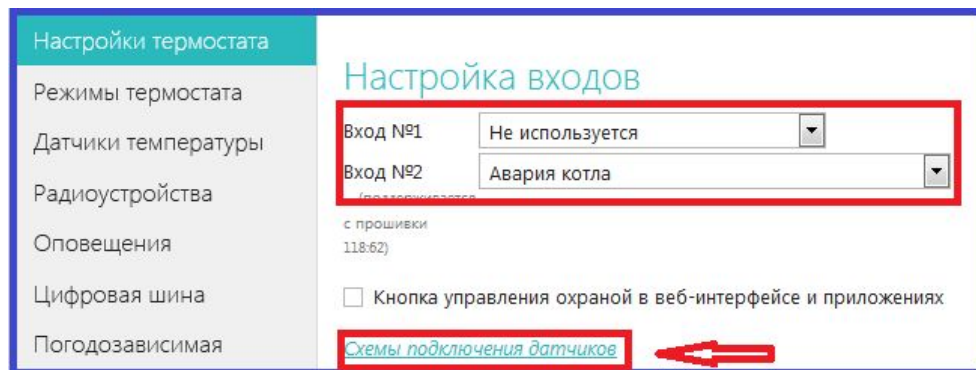 Настройки термостата
Режимы термостата
Датчики температуры
Радиоустройства
Оповещения
Цифровая шина
Погодозависимая
Настройка входов
Вход №1 Не используется
Вход №2 Авария котла
(поддерживается
с прошивки
118:62)
Кнопка управления охраной в веб-интерфейсе и приложениях
Схемы подключения датчиков